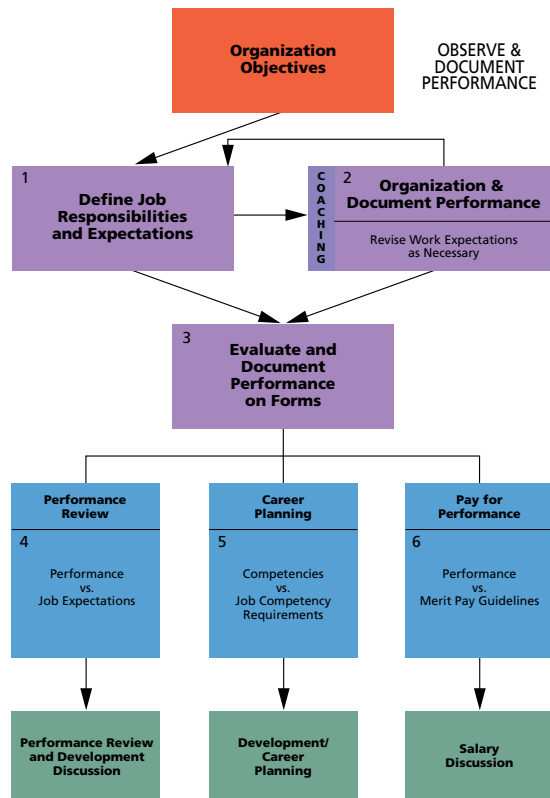 Organization
Objectives
OBSERVE &
DOCUMENT
PERFORMANCE
1
Define Job
Responsibilities
and Expectations
COACHING
2
Organization &
Document Performance
Revise Work Expectations
as Necessary
3
Evaluate and
Document
Performance
on Forms
Performance
Review
4
Performance
vs.
Job Expectations
Career
Planning
5
Competencies
vs.
Job Competency
Requirements
Pay for
Performance
6
Performance
vs.
Merit Pay Guidelines
Performance Review
and Development
Discussion
Development/
Career
Planning
Salary
Discussion